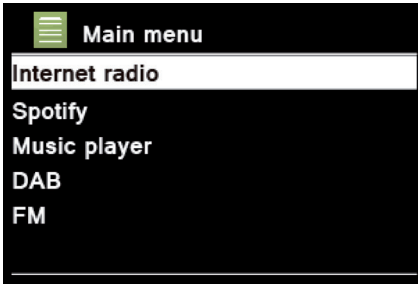 Main menu
Internet radio
Spotify
Music player
DAB
FM